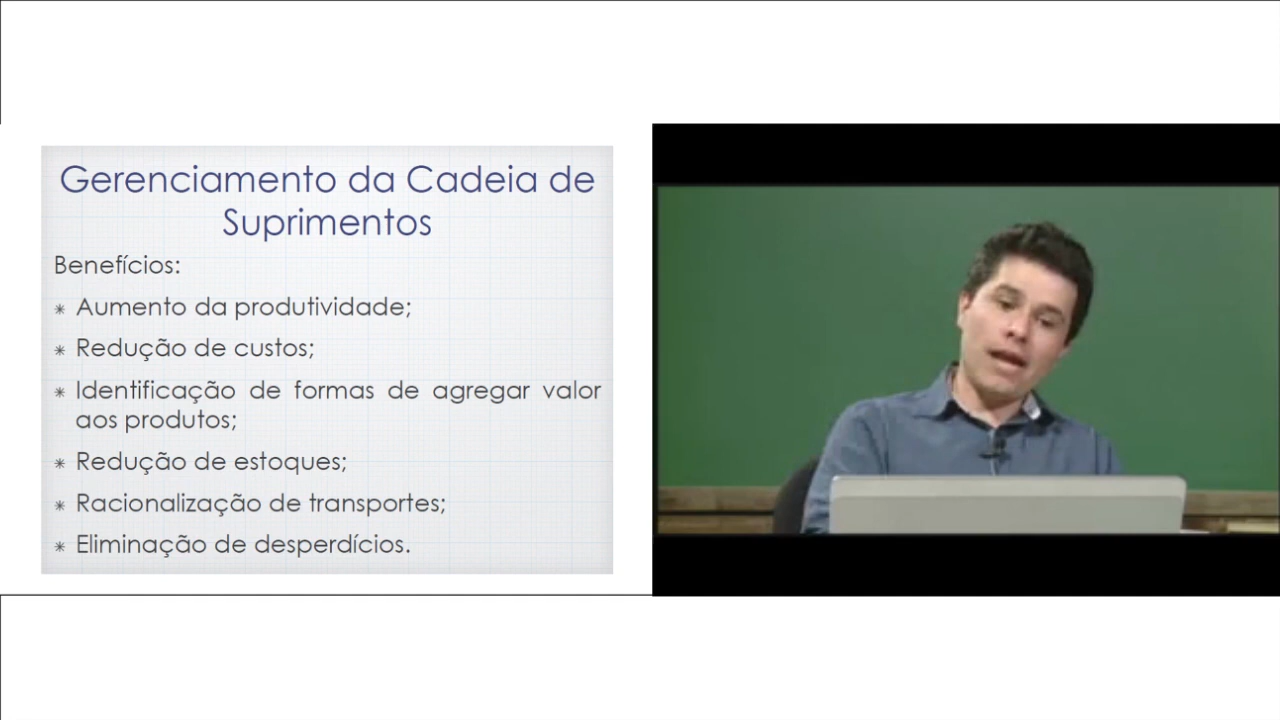 Gerenciamento da Cadeia de
Suprimentos
Benefícios:
Aumento da produtividade;
Redução de custos;
Identificação de formas de agregar valor
aos produtos;
Redução de estoques;
Racionalização de transportes;
Eliminação de desperdícios.